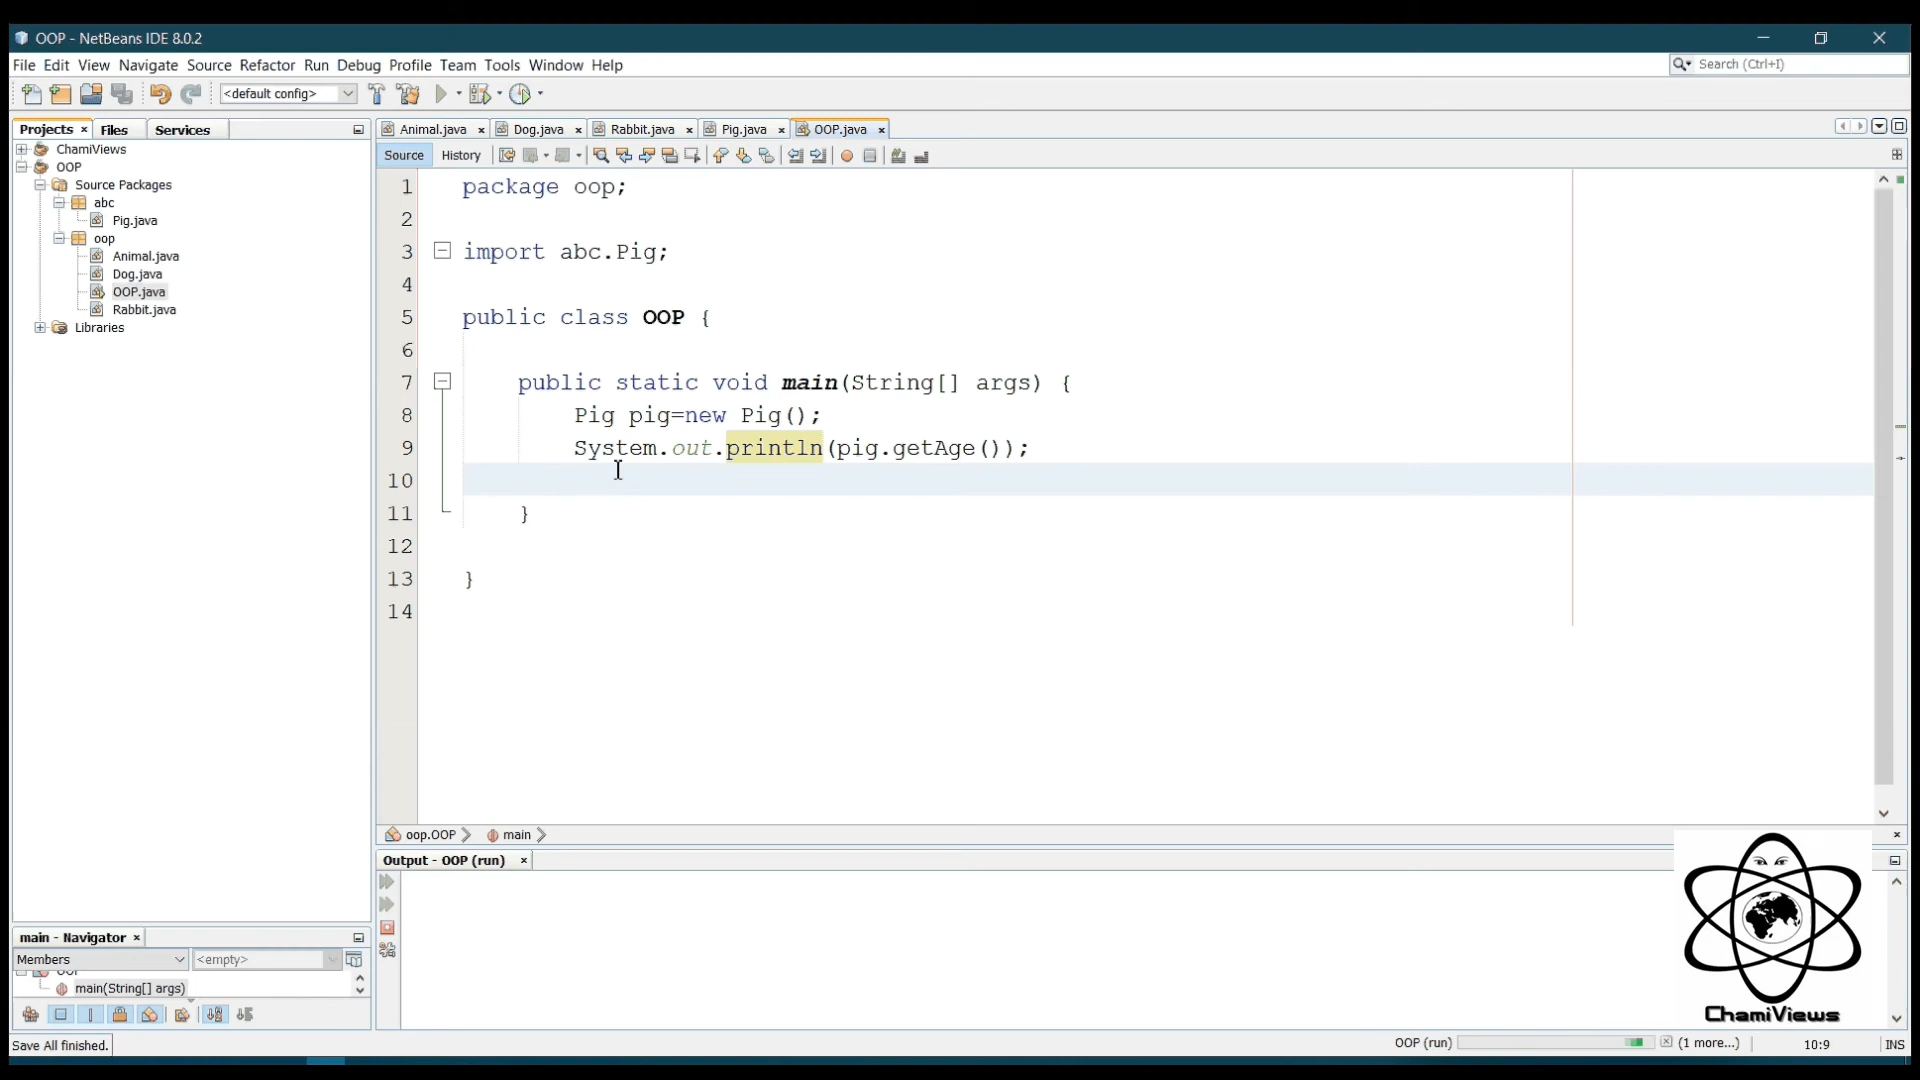 OOP - NetBeans IDE 8.0.2
File Edit View Navigate Source Refactor Run Debug Profile Team Tools Window Help
Search (Ctrl+I)
<default config>
Projects Files Services
Animal.java Dog.java Rabbit.java Pig.java OOP.java
Source History
ChamiViews
OOP
Source Packages
abc
Pig.java
oop
Animal.java
Dog.java
OOP.java
Rabbit.java
Libraries
1 package oop;
2
3 import abc.Pig;
4
5 public class OOP {
6
7 public static void main(String[] args) {
8 Pig pig=new Pig();
9 System.out.println(pig.getAge());
10
11 }
12
13 }
14
oop.OOP main
Output - OOP (run)
main - Navigator
Members <empty>
OOP
main(String[] args)
ChamiViews
Save All finished.
OOP (run) (1 more...) 10:9 INS